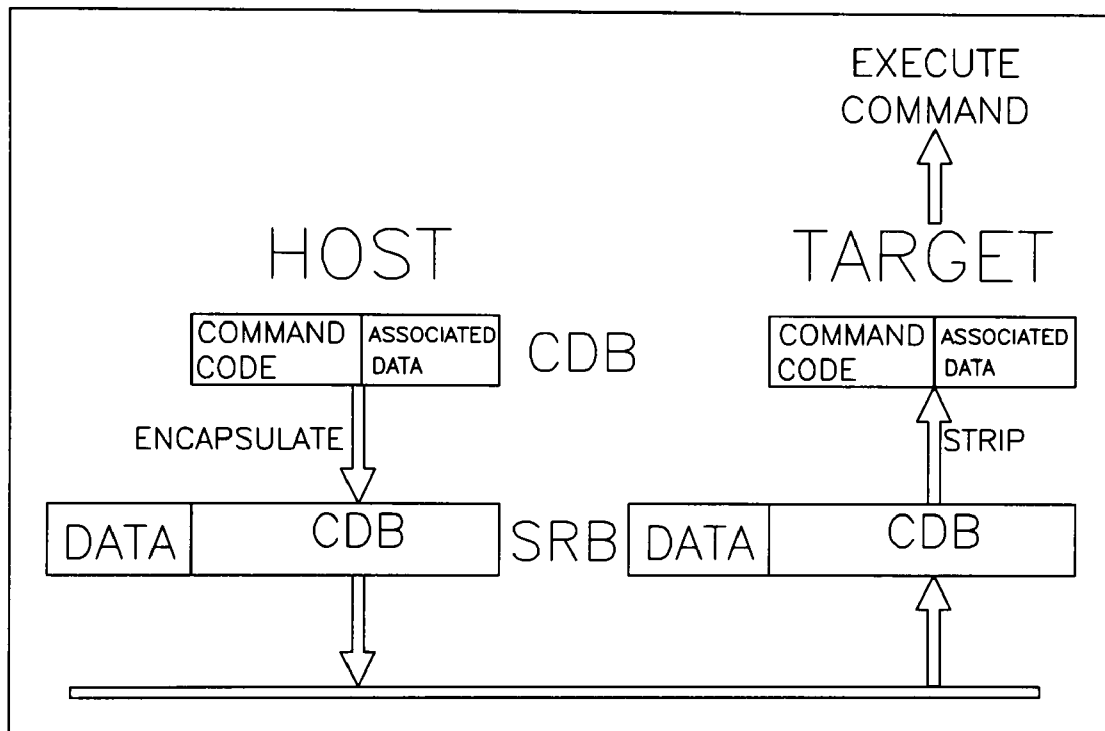 EXECUTE
COMMAND
HOST
TARGET
COMMAND
CODE
ASSOCIATED
DATA
CDB
COMMAND
CODE
ASSOCIATED
DATA
ENCAPSULATE
STRIP
DATA
CDB
SRB
DATA
CDB